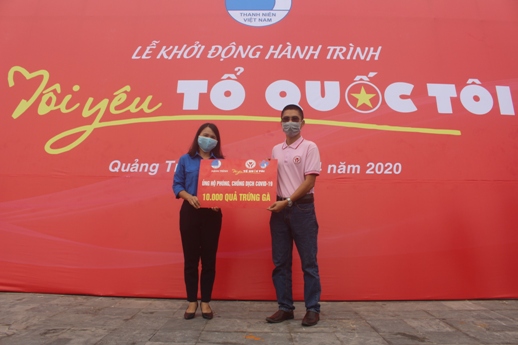 THANH NIÊN
VIỆT NAM
LỄ KHỞI ĐỘNG HÀNH TRÌNH
Tôi yêu TỔ QUỐC TÔI
Quảng năm 2020
ỦNG HỘ PHÒNG, CHỐNG DỊCH COVID-19
10.000 QUẢ TRỨNG GÀ